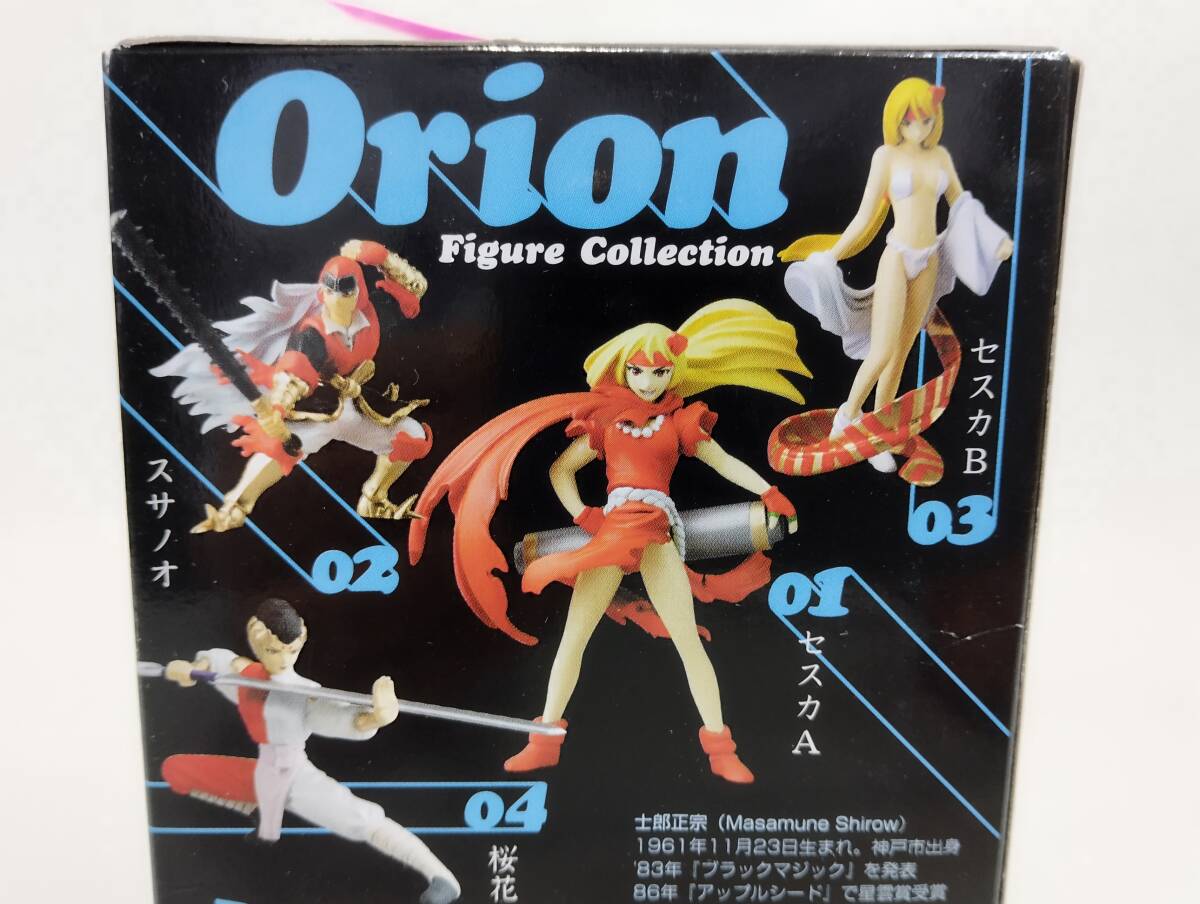 Orion
Figure Collection
セスカB
03
スサノオ
02
01
セスカA
04
桜花
士郎正宗（Masamune Shirow）
1961年11月23日生まれ。神戸市出身
'83年『ブラックマジック』を発表
86年『アップルシード』で星雲賞受賞